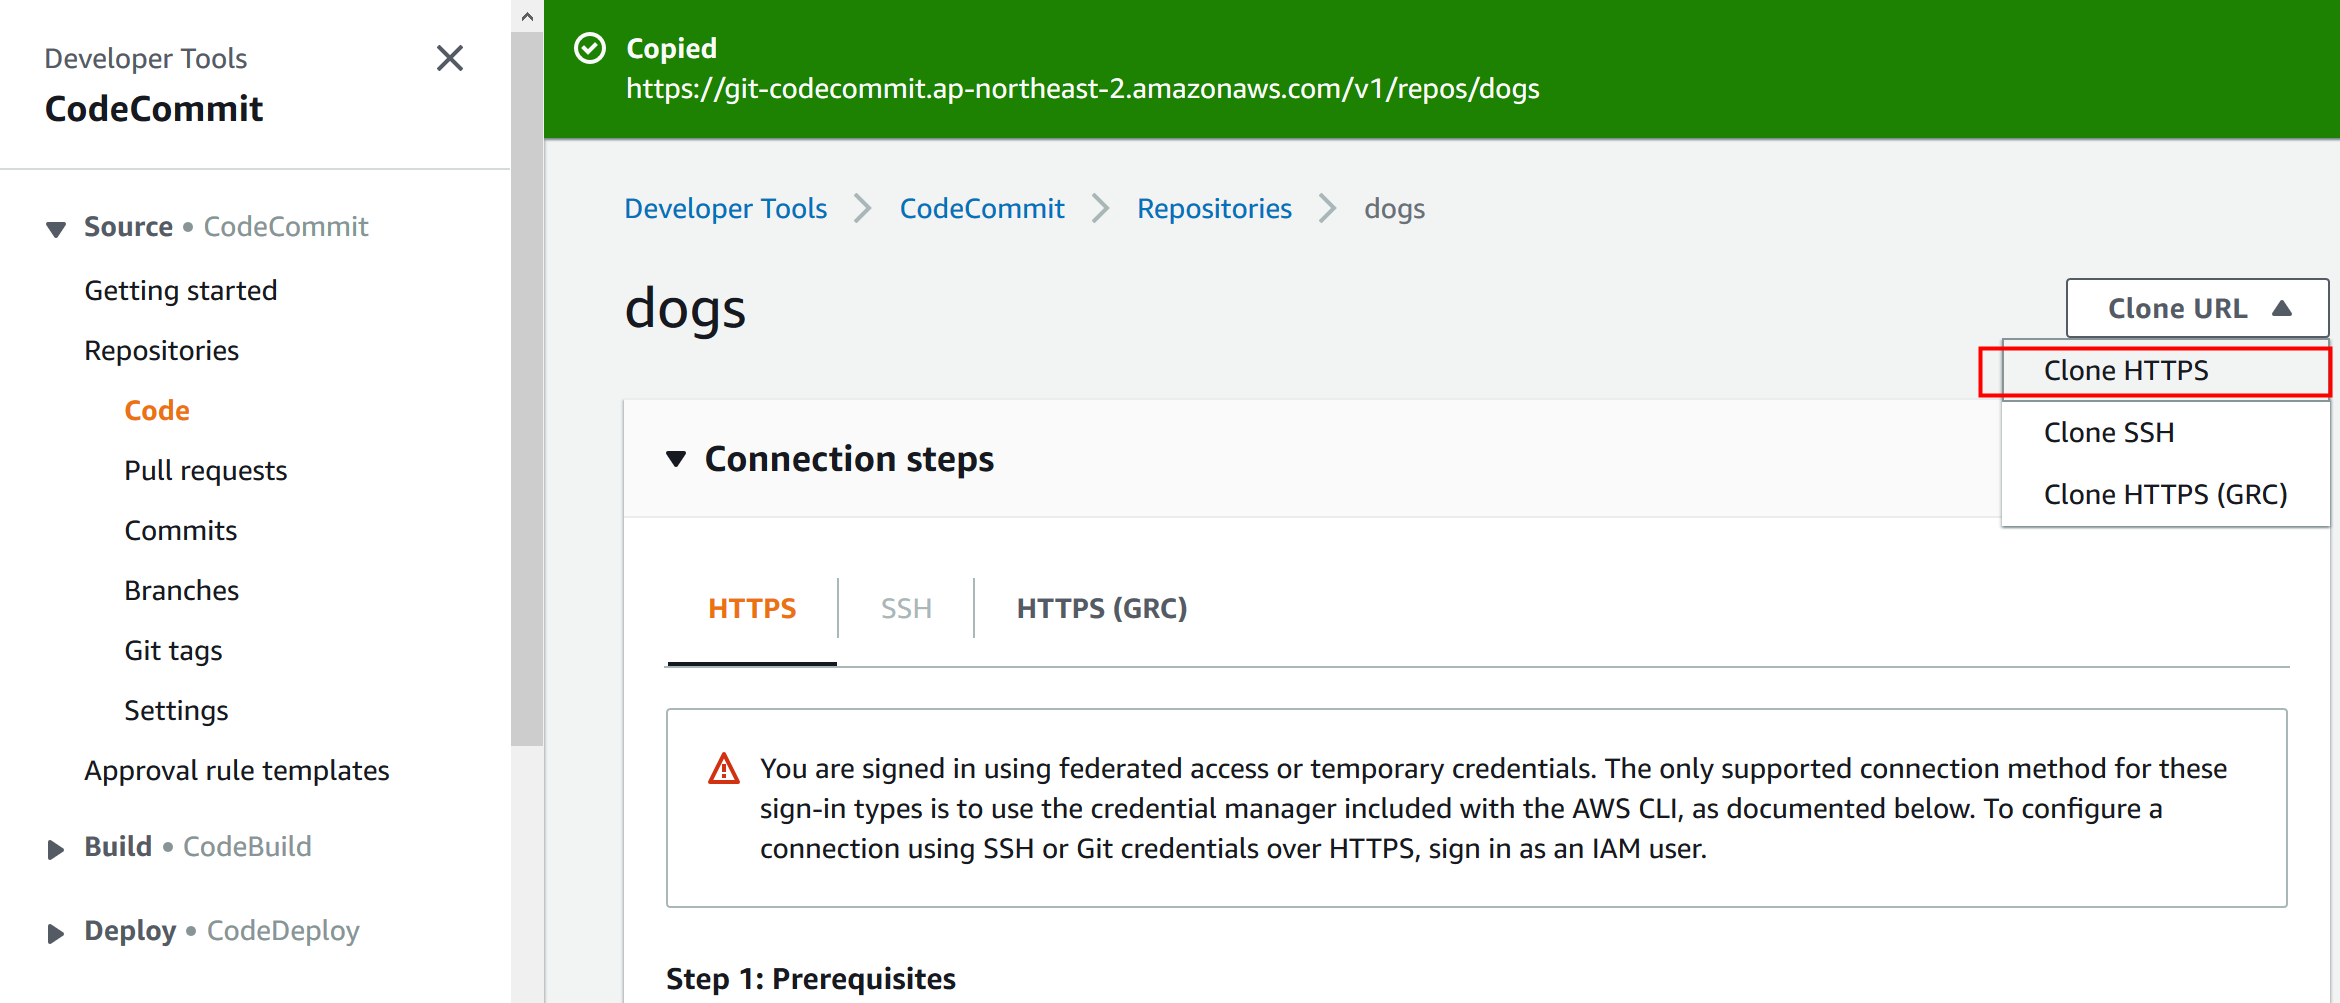 Developer Tools
CodeCommit
Source • CodeCommit
Getting started
Repositories
Code
Pull requests
Commits
Branches
Git tags
Settings
Approval rule templates
Build • CodeBuild
Deploy • CodeDeploy
Copied
https://git-codecommit.ap-northeast-2.amazonaws.com/v1/repos/dogs
Developer Tools > CodeCommit > Repositories > dogs
dogs
Clone URL
Clone HTTPS
Clone SSH
Clone HTTPS (GRC)
Connection steps
HTTPS SSH HTTPS (GRC)
You are signed in using federated access or temporary credentials. The only supported connection method for these
sign-in types is to use the credential manager included with the AWS CLI, as documented below. To configure a
connection using SSH or Git credentials over HTTPS, sign in as an IAM user.
Step 1: Prerequisites